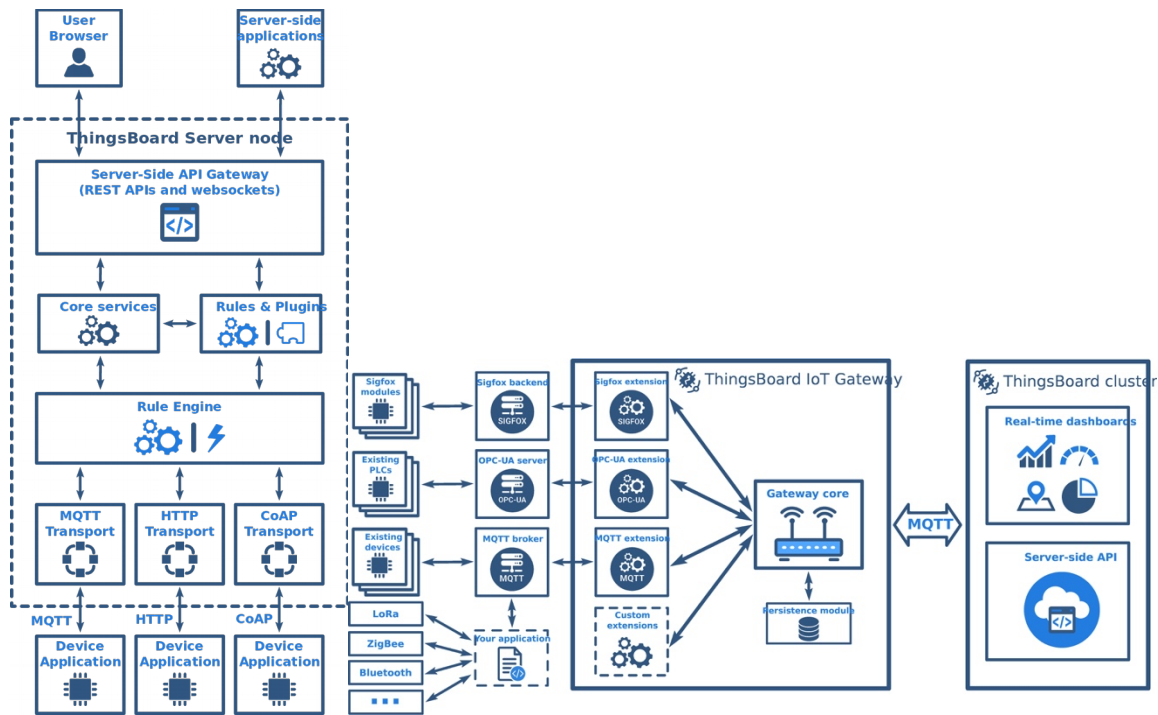 User
Browser
Server-side
applications
ThingsBoard Server node
Server-Side API Gateway
(REST APIs and websockets)
</>
Core services
Rules & Plugins
Rule Engine
MQTT
Transport
HTTP
Transport
CoAP
Transport
MQTT
HTTP
CoAP
Device
Application
Device
Application
Device
Application
Sigfox
modules
Existing
PLCs
Existing
devices
LoRa
ZigBee
Bluetooth
Sigfox backend
SIGFOX
OPC-UA server
OPC-UA
MQTT broker
MQTT
Your application
</>
ThingsBoard IoT Gateway
Sigfox extension
SIGFOX
OPC-UA extension
OPC-UA
MQTT extension
MQTT
Custom
extensions
Gateway core
Persistence module
MQTT
ThingsBoard cluster
Real-time dashboards
Server-side API
</>